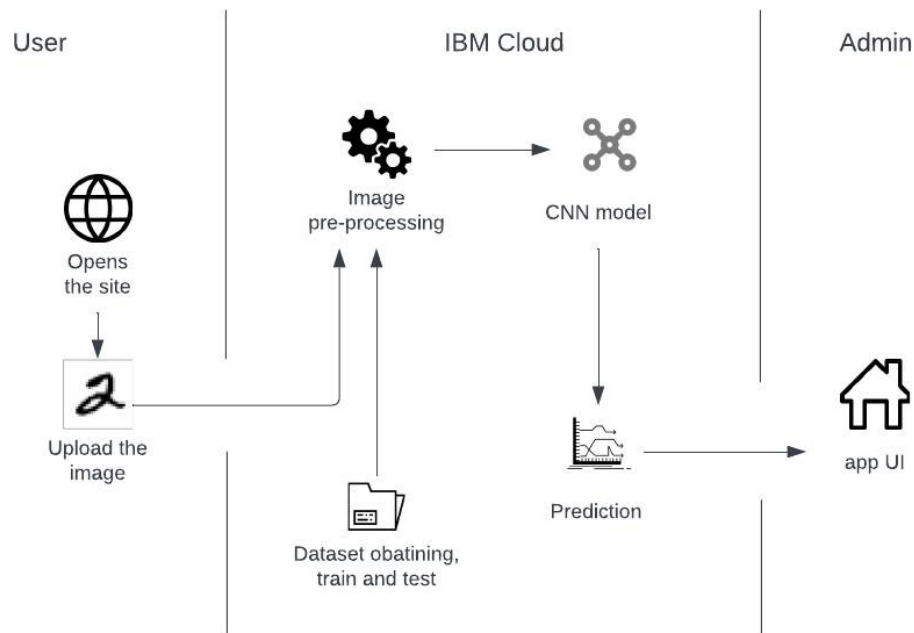 User
IBM Cloud
Admin
Image
pre-processing
CNN model
Opens
the site
2
Upload the
image
app UI
Prediction
Dataset obatining,
train and test